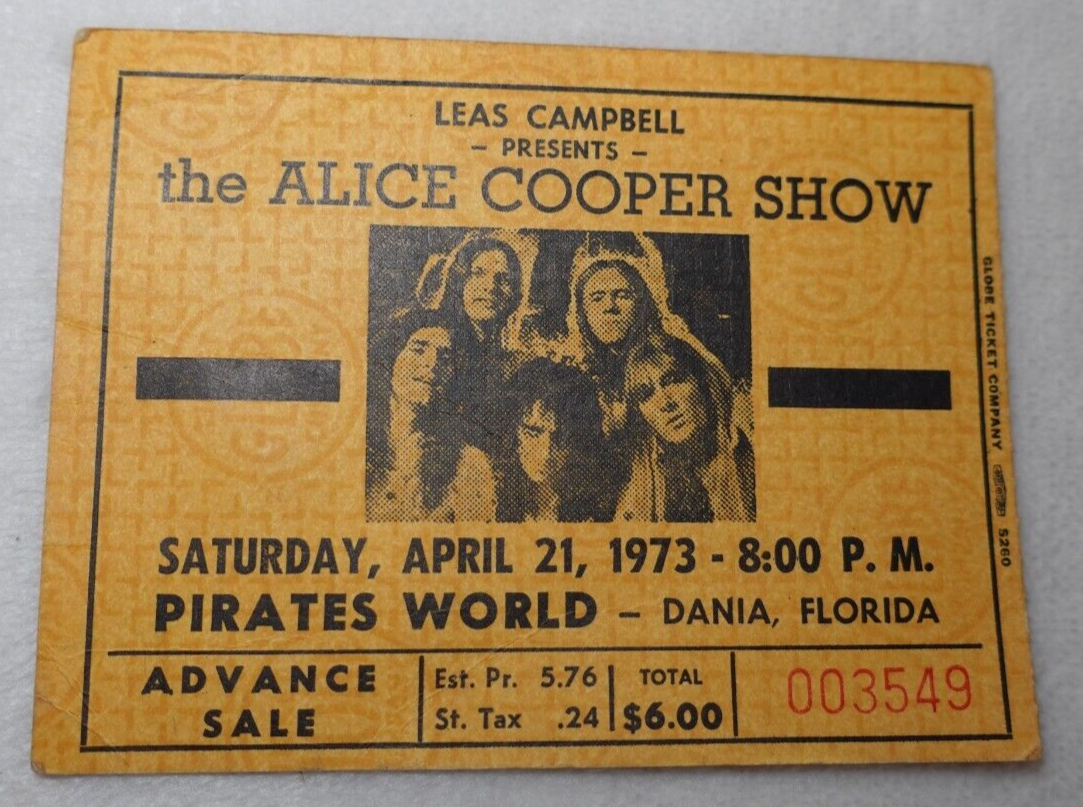 LEAS CAMPBELL
– PRESENTS –
the ALICE COOPER SHOW
SATURDAY, APRIL 21, 1973 - 8:00 P. M.
PIRATES WORLD – DANIA, FLORIDA
ADVANCE
SALE
Est. Pr. 5.76
St. Tax .24
TOTAL
$6.00
003549
GLOBE TICKET COMPANY 5260
GLOBE